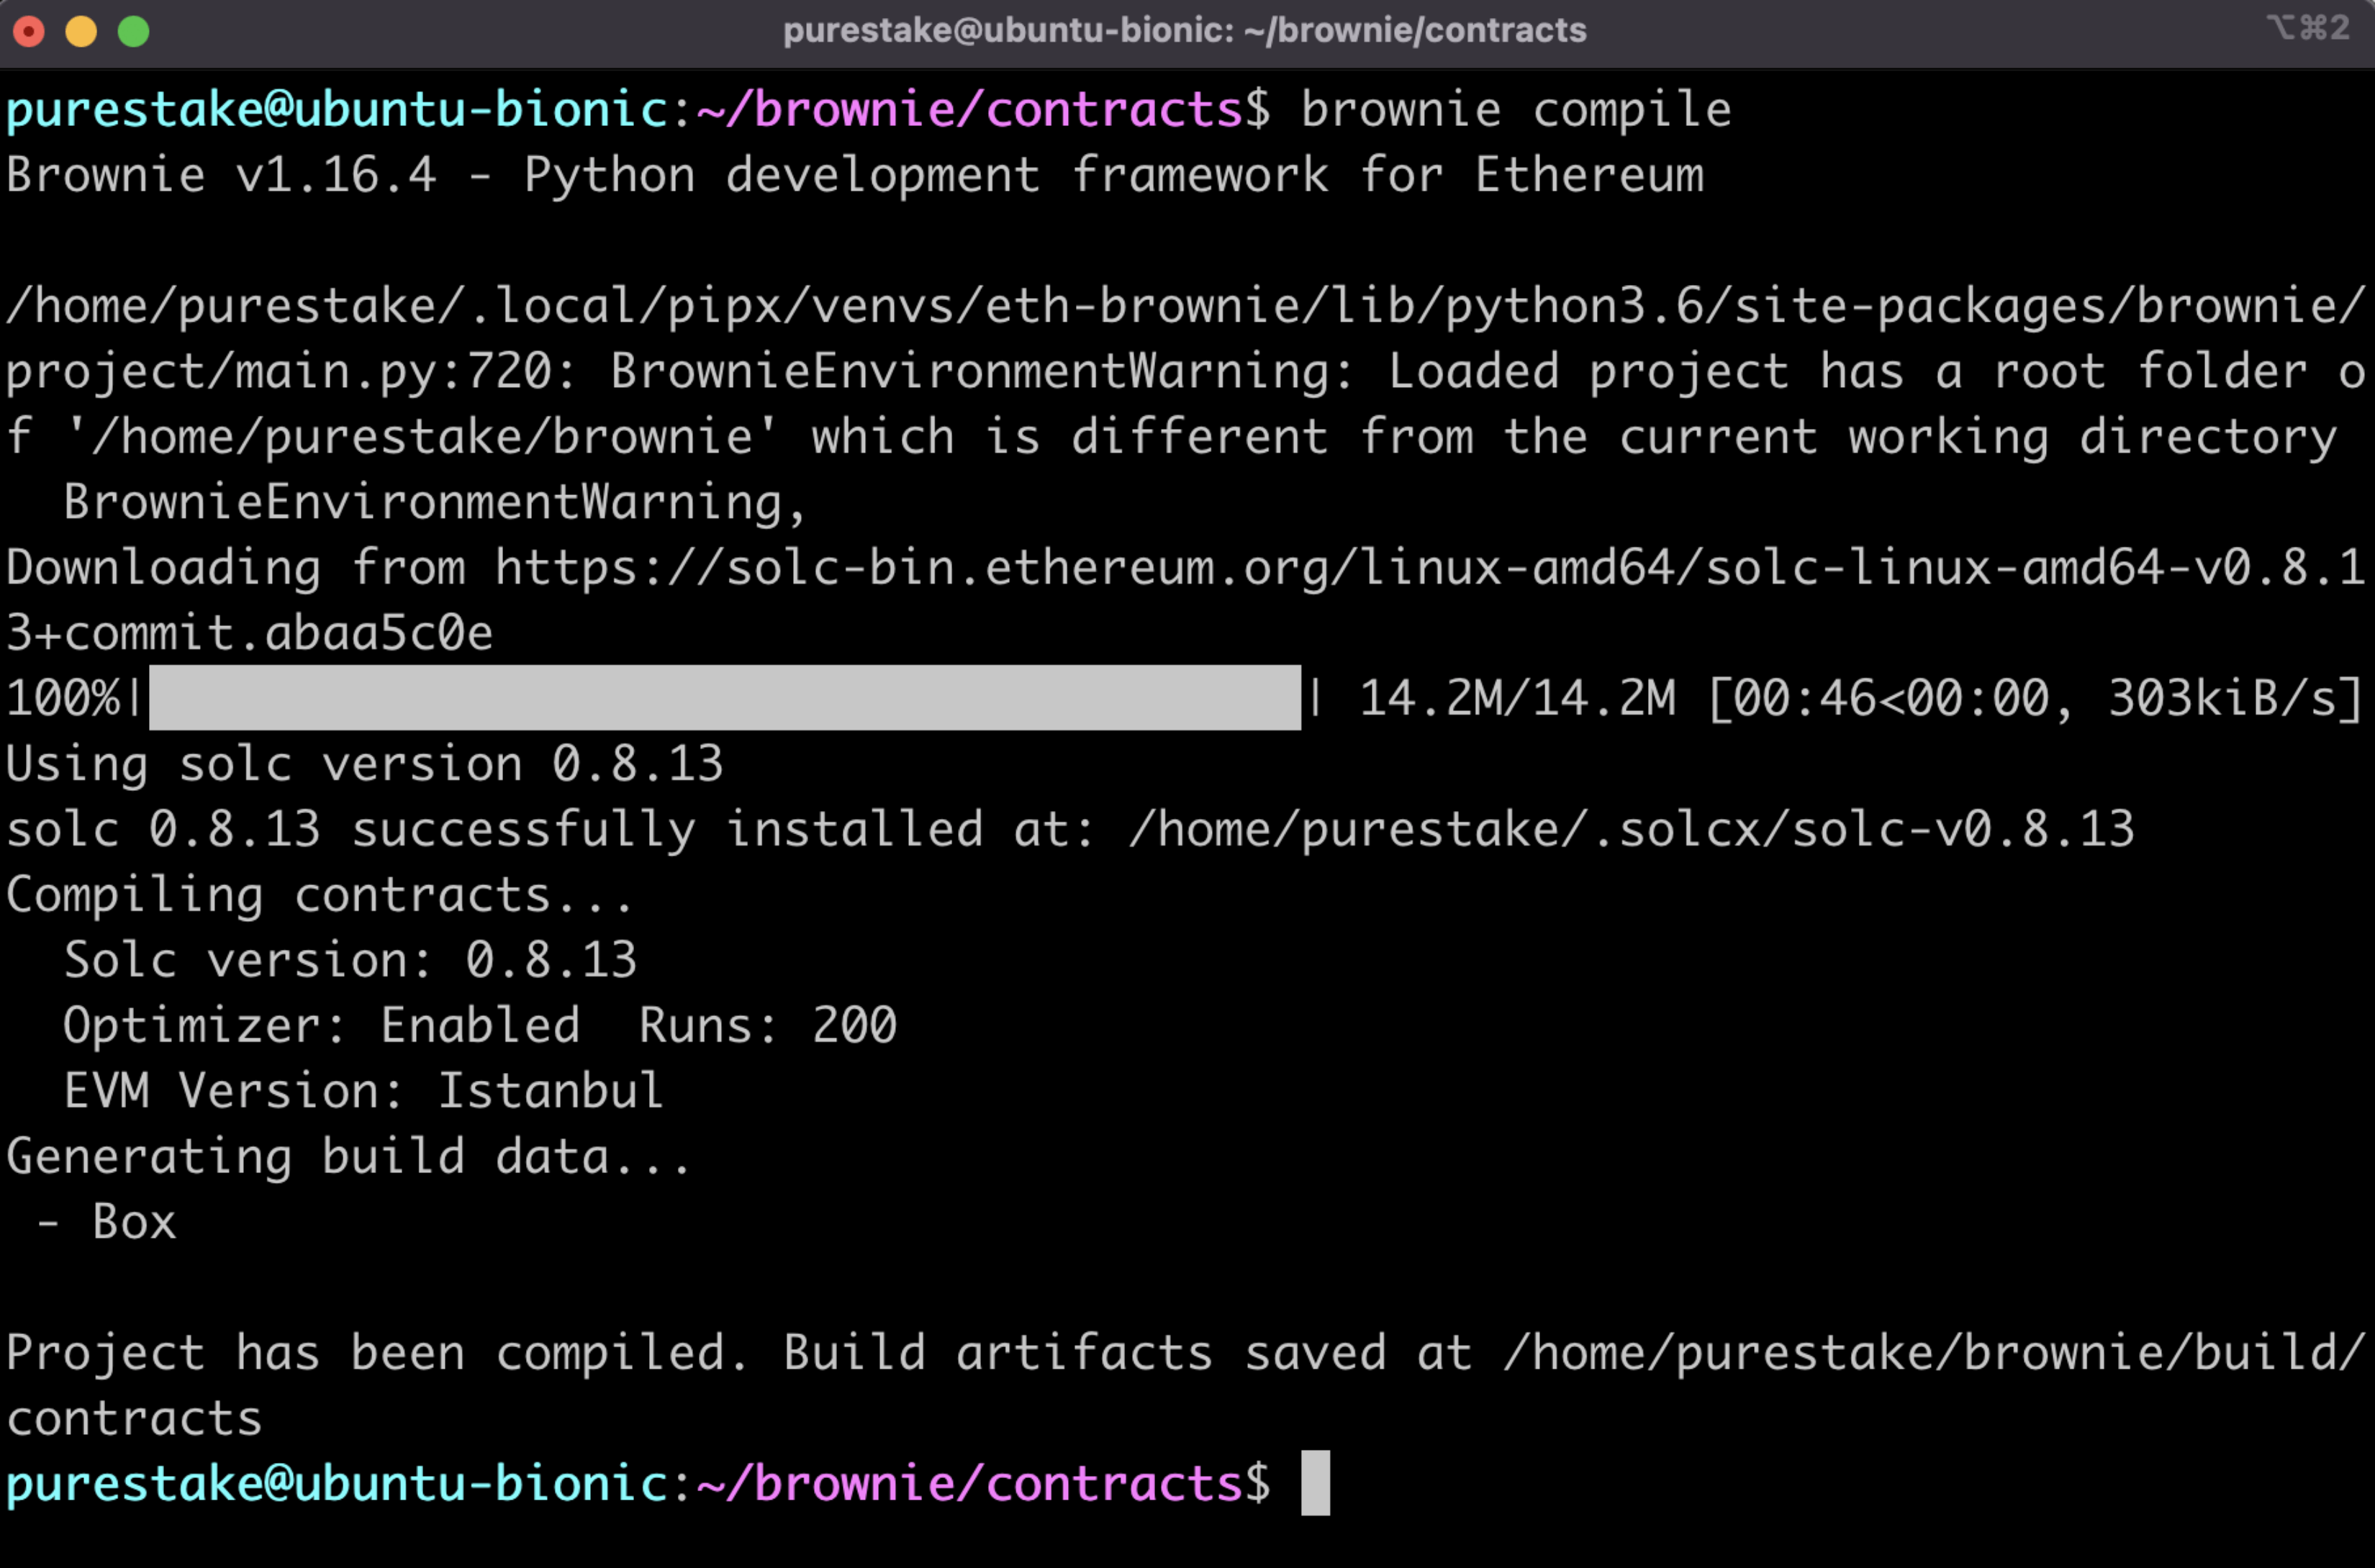 purestake@ubuntu-bionic: ~/brownie/contracts
⌥⌘2
purestake@ubuntu-bionic:~/brownie/contracts$ brownie compile
Brownie v1.16.4 - Python development framework for Ethereum
/home/purestake/.local/pipx/venvs/eth-brownie/lib/python3.6/site-packages/brownie/
project/main.py:720: BrownieEnvironmentWarning: Loaded project has a root folder o
f '/home/purestake/brownie' which is different from the current working directory
  BrownieEnvironmentWarning,
Downloading from https://solc-bin.ethereum.org/linux-amd64/solc-linux-amd64-v0.8.1
3+commit.abaa5c0e
100%| | 14.2M/14.2M [00:46<00:00, 303kiB/s]
Using solc version 0.8.13
solc 0.8.13 successfully installed at: /home/purestake/.solcx/solc-v0.8.13
Compiling contracts...
  Solc version: 0.8.13
  Optimizer: Enabled  Runs: 200
  EVM Version: Istanbul
Generating build data...
 - Box
Project has been compiled. Build artifacts saved at /home/purestake/brownie/build/
contracts
purestake@ubuntu-bionic:~/brownie/contracts$